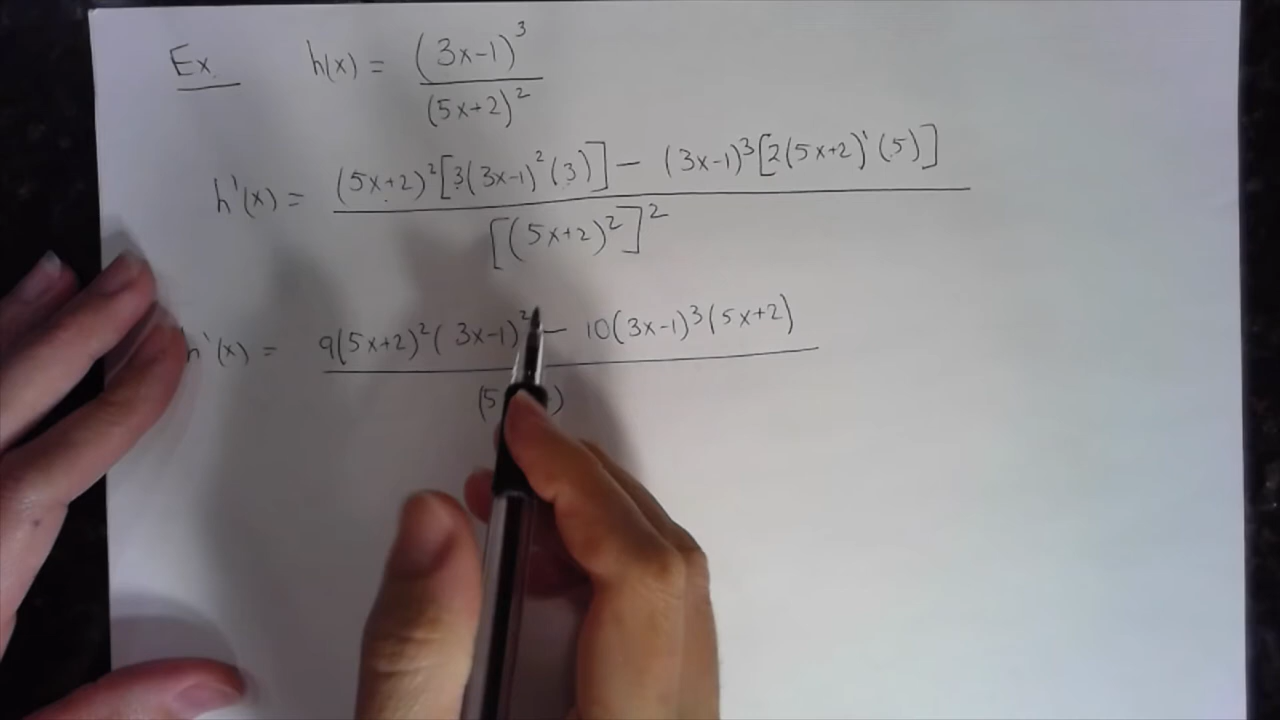 Ex. h(x) = (3x-1)³ / (5x+2)²
h'(x) = (5x+2)²[3(3x-1)²(3)] - (3x-1)³[2(5x+2)¹(5)] / [(5x+2)²]²
h'(x) = 9(5x+2)²(3x-1)² - 10(3x-1)³(5x+2) / (5 )